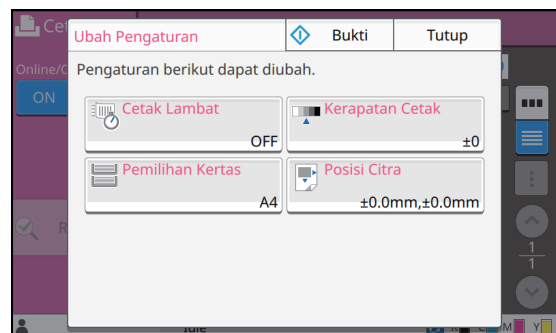 Ce
Ubah Pengaturan
Bukti
Tutup
Online/C
Pengaturan berikut dapat diubah.
ON
Cetak Lambat
OFF
Kerapatan Cetak
±0
Pemilihan Kertas
A4
Posisi Citra
±0.0mm,±0.0mm
R
1
1
Idle
K
C
M
Y